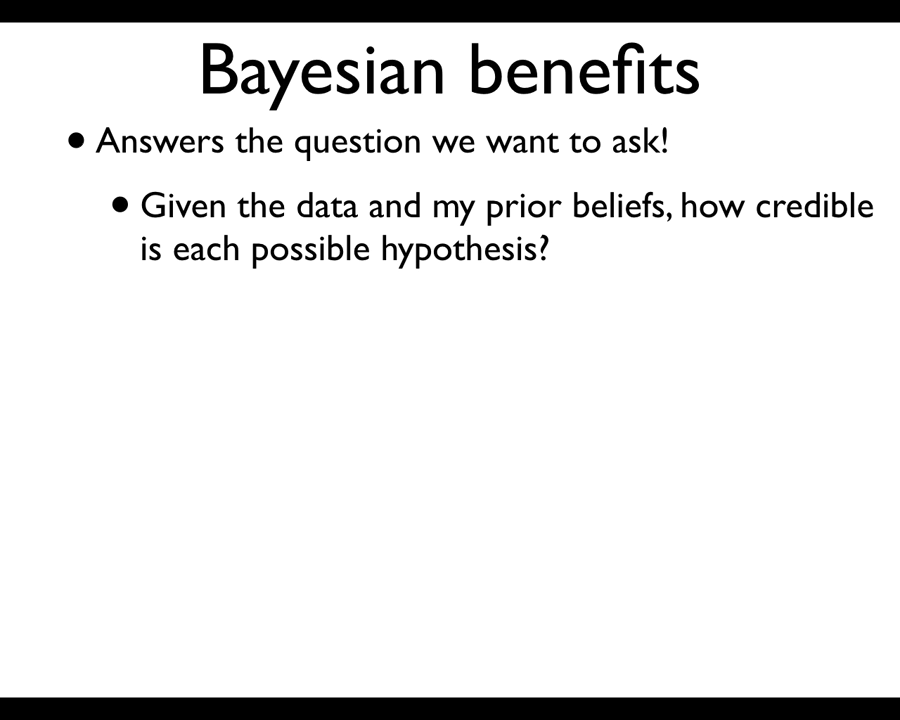 Bayesian benefits
• Answers the question we want to ask!
• Given the data and my prior beliefs, how credible
is each possible hypothesis?